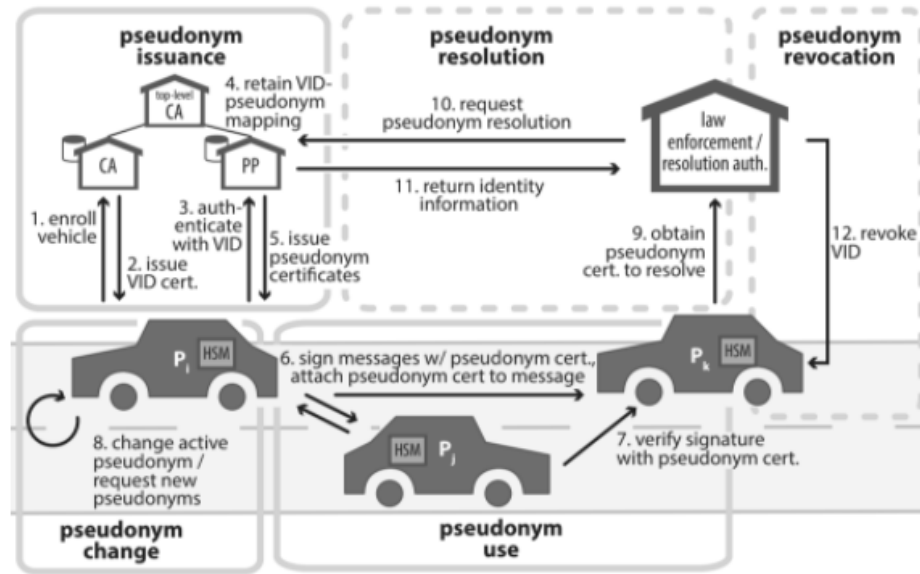 pseudonym
issuance
pseudonym
resolution
pseudonym
revocation
top-level
CA
CA
PP
4. retain VID-
pseudonym
mapping
10. request
pseudonym resolution
11. return identity
information
law
enforcement /
resolution auth.
1. enroll
vehicle
2. issue
VID cert.
3. auth-
enticate
with VID
5. issue
pseudonym
certificates
9. obtain
pseudonym
cert. to resolve
12. revoke
VID
Pi
HSM
6. sign messages w/ pseudonym cert.,
attach pseudonym cert to message
Pk
HSM
HSM
Pj
7. verify signature
with pseudonym cert.
8. change active
pseudonym /
request new
pseudonyms
pseudonym
change
pseudonym
use